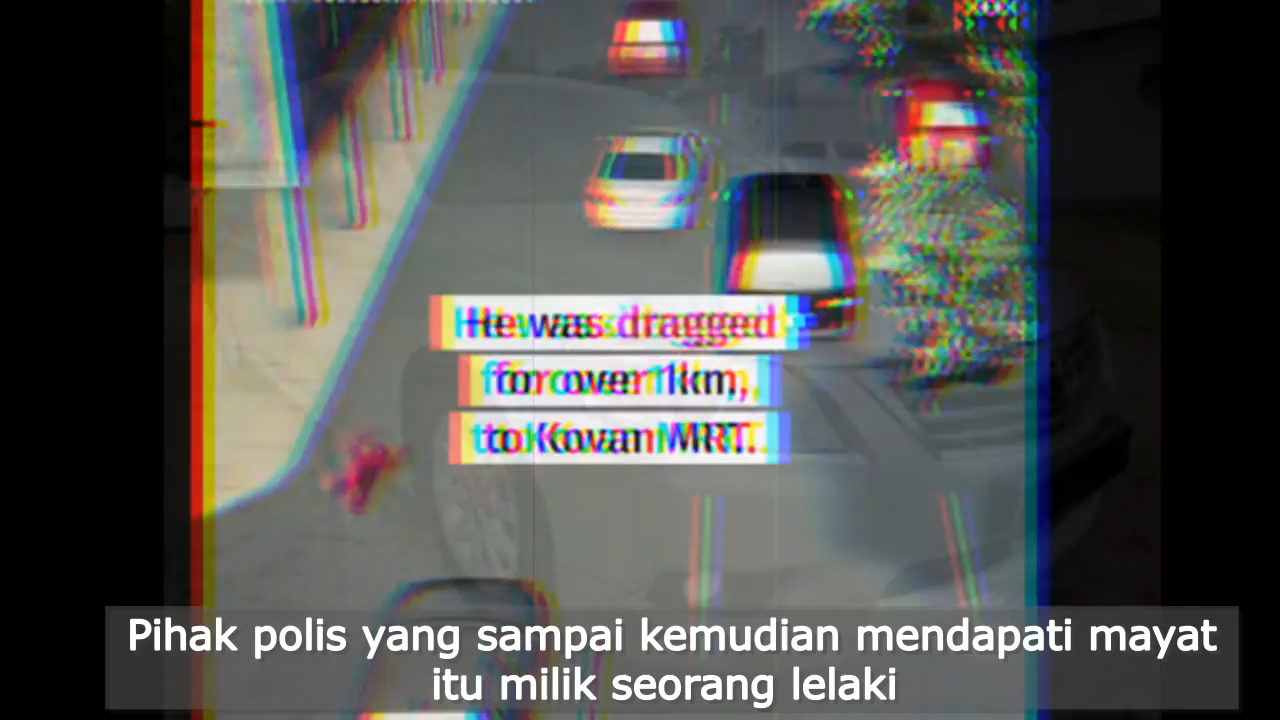 He was dragged
for over 1km,
to Kovan MRT.
Pihak polis yang sampai kemudian mendapati mayat
itu milik seorang lelaki